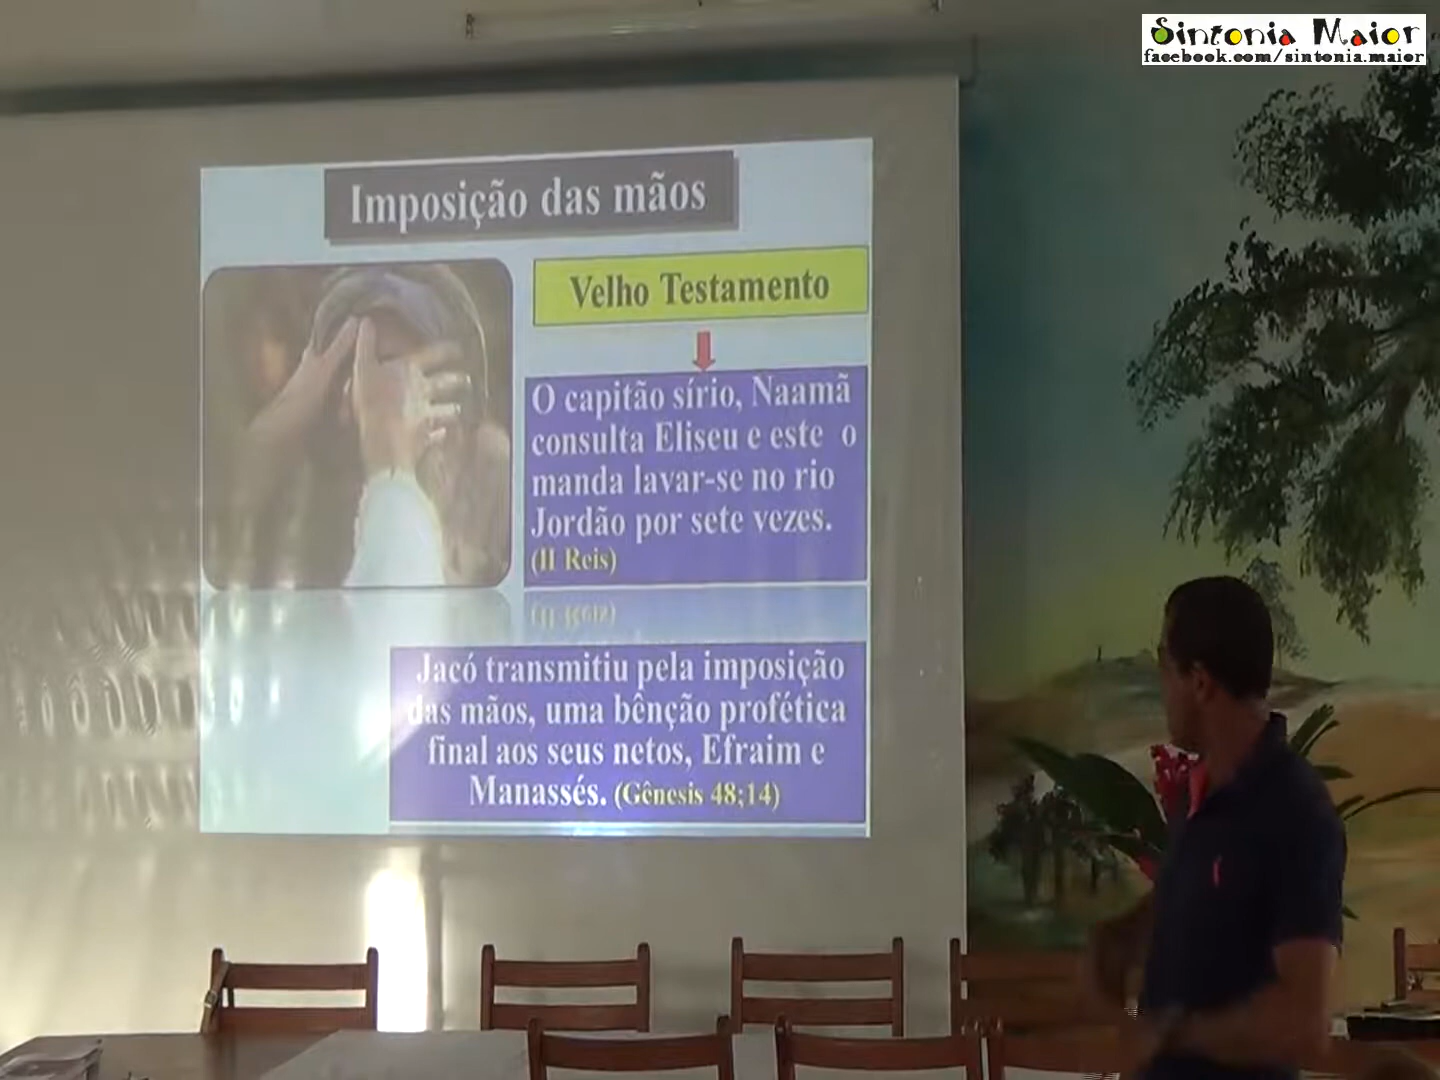 Sintonia Maior
facebook.com/sintonia.maior
Imposição das mãos
Velho Testamento
O capitão sírio, Naamã
consulta Eliseu e este o
manda lavar-se no rio
Jordão por sete vezes.
(II Reis)
Jacó transmitiu pela imposição
das mãos, uma bênção profética
final aos seus netos, Efraim e
Manassés. (Gênesis 48;14)